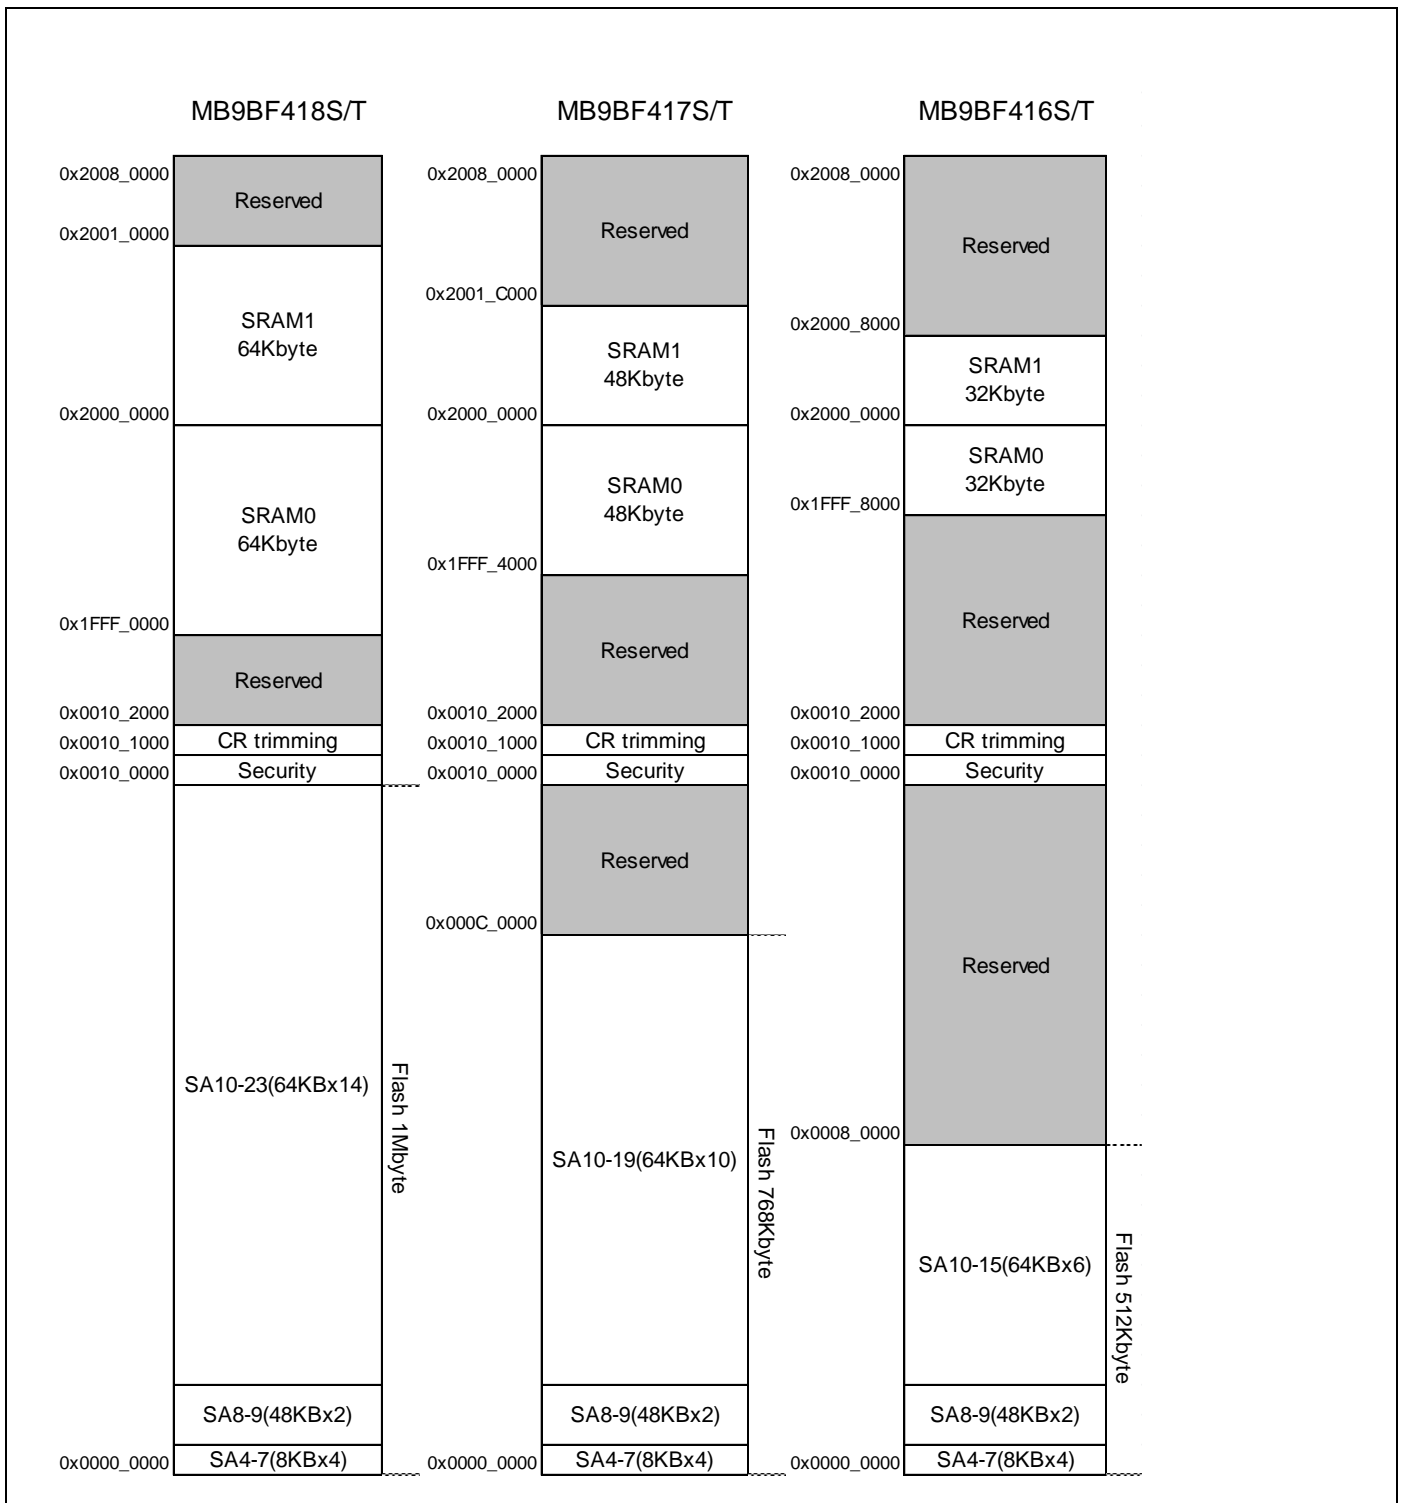 MB9BF418S/T
0x2008_0000
Reserved
0x2001_0000
SRAM1
64Kbyte
0x2000_0000
SRAM0
64Kbyte
0x1FFF_0000
Reserved
0x0010_2000
CR trimming
0x0010_1000
Security
0x0010_0000
SA10-23(64KBx14)
Flash 1Mbyte
SA8-9(48KBx2)
SA4-7(8KBx4)
0x0000_0000
MB9BF417S/T
0x2008_0000
Reserved
0x2001_C000
SRAM1
48Kbyte
0x2000_0000
SRAM0
48Kbyte
0x1FFF_4000
Reserved
0x0010_2000
CR trimming
0x0010_1000
Security
0x0010_0000
Reserved
0x000C_0000
SA10-19(64KBx10)
Flash 768Kbyte
SA8-9(48KBx2)
SA4-7(8KBx4)
0x0000_0000
MB9BF416S/T
0x2008_0000
Reserved
0x2000_8000
SRAM1
32Kbyte
0x2000_0000
SRAM0
32Kbyte
0x1FFF_8000
Reserved
0x0010_2000
CR trimming
0x0010_1000
Security
0x0010_0000
Reserved
0x0008_0000
SA10-15(64KBx6)
Flash 512Kbyte
SA8-9(48KBx2)
SA4-7(8KBx4)
0x0000_0000